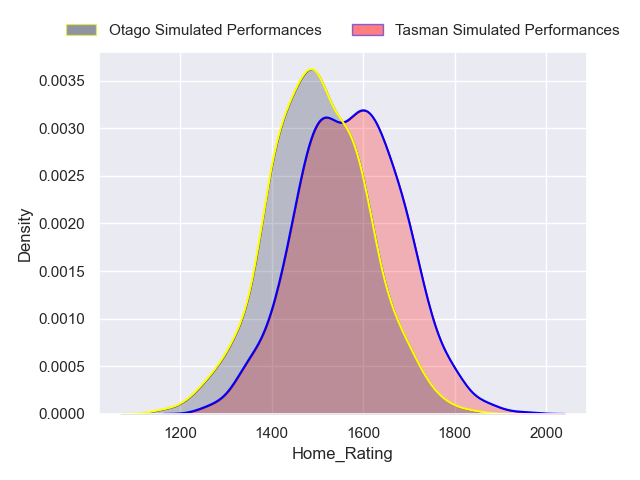 Otago Simulated Performances Tasman Simulated Performances
0.0035
0.0030
0.0025
0.0020
0.0015
0.0010
0.0005
0.0000
Density
1200 1400 1600 1800 2000
Home_Rating